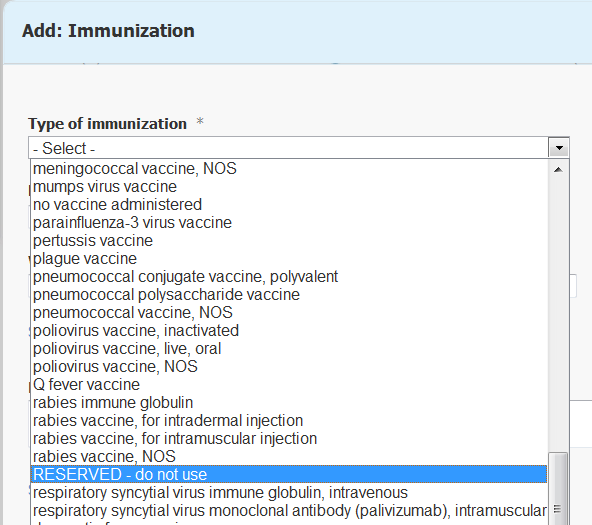 Add: Immunization
Type of immunization *
- Select -
meningococcal vaccine, NOS
mumps virus vaccine
no vaccine administered
parainfluenza-3 virus vaccine
pertussis vaccine
plague vaccine
pneumococcal conjugate vaccine, polyvalent
pneumococcal polysaccharide vaccine
pneumococcal vaccine, NOS
poliovirus vaccine, inactivated
poliovirus vaccine, live, oral
poliovirus vaccine, NOS
Q fever vaccine
rabies immune globulin
rabies vaccine, for intradermal injection
rabies vaccine, for intramuscular injection
rabies vaccine, NOS
RESERVED - do not use
respiratory syncytial virus immune globulin, intravenous
respiratory syncytial virus monoclonal antibody (palivizumab), intramuscular